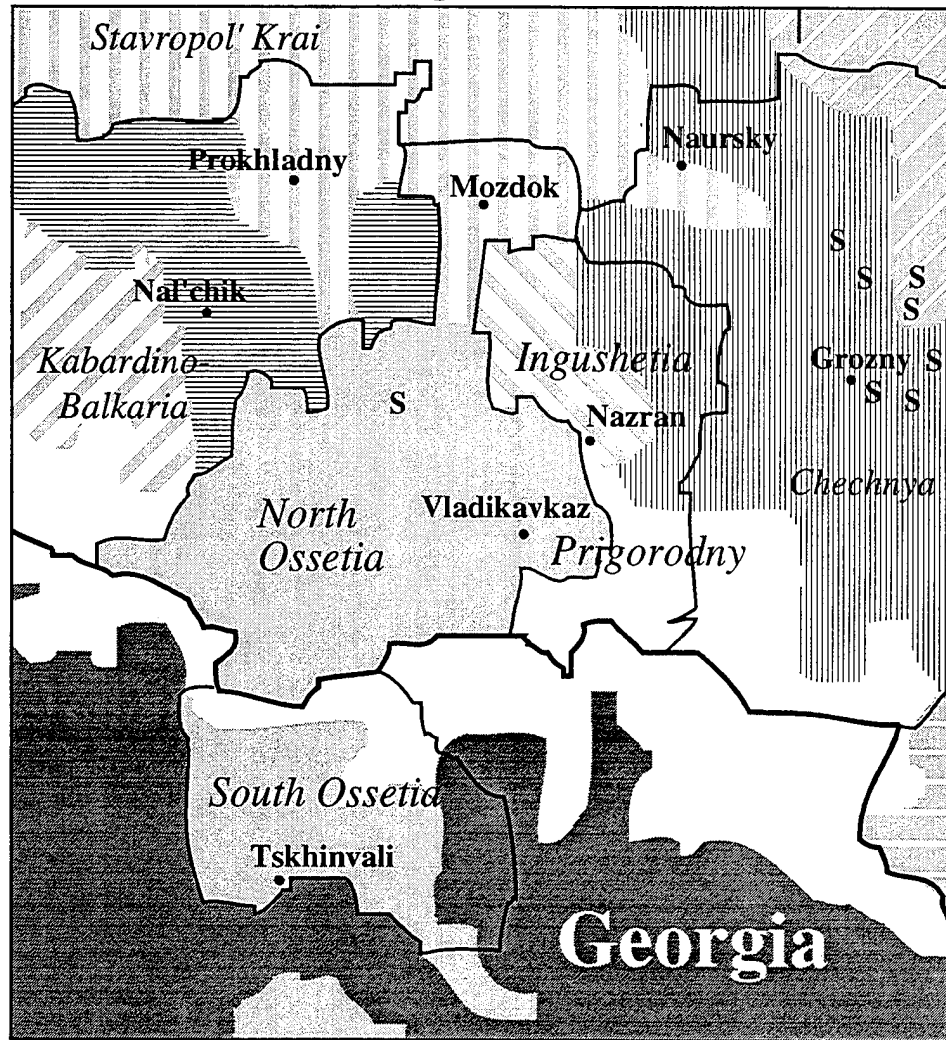 Stavropol' Krai
Naursky
Prokhladny
Mozdok
S
S
S
S
Nal'chik
Kabardino-
Balkaria
Ingushetia
Grozny
S
S
S
S
Nazran
Chechnya
North
Ossetia
Vladikavkaz
Prigorodny
South Ossetia
Tskhinvali
Georgia